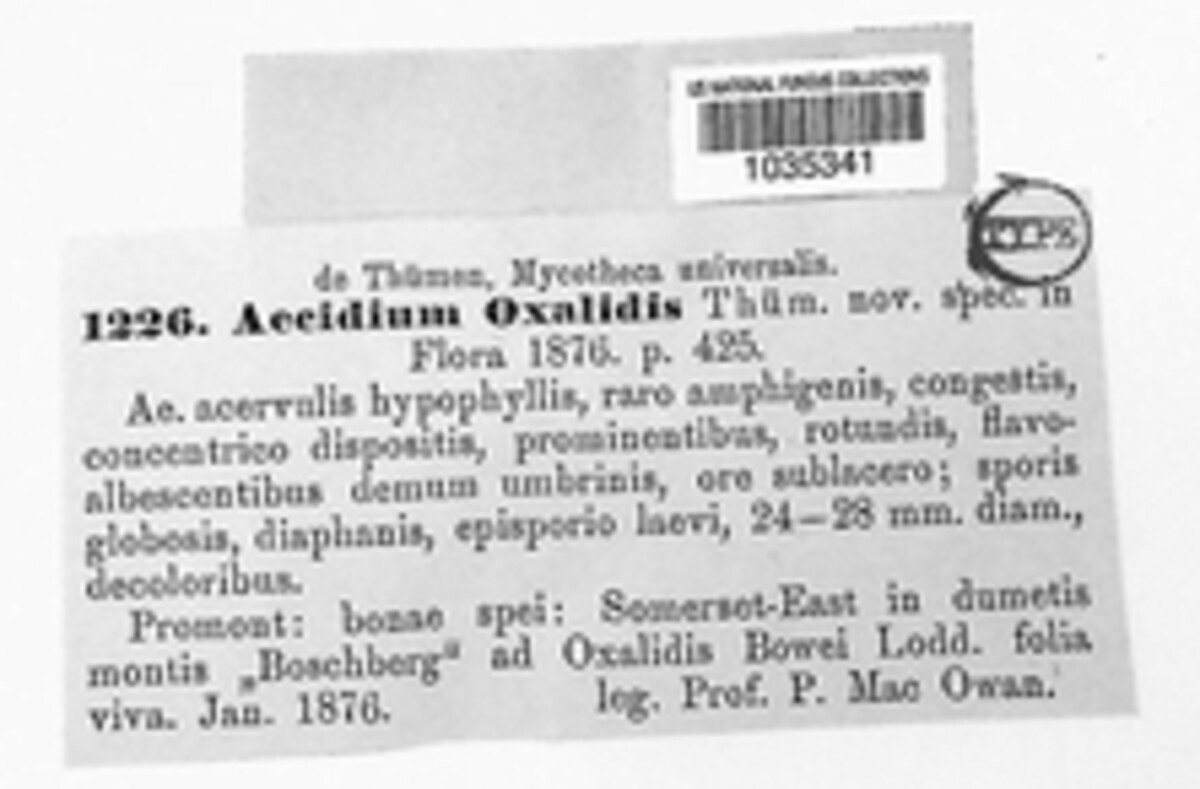 US NATIONAL FUNGUS COLLECTIONS
1035341
TYPE
de Thümen, Mycotheca universalis.
1226. Aecidium Oxalidis Thüm. nov. spec. in
Flora 1876. p. 425.
Ae. acervulis hypophyllis, raro amphigenis, congestis,
concentrico dispositis, prominentibus, rotundis, flavo-
albescentibus demum umbrinis, ore sublacero; sporis
globosis, diaphanis, episporio laevi, 24—28 mm. diam.,
decoloribus.
Promont: bonae spei: Somerset-East in dumetis
montis „Boschberg“ ad Oxalidis Bowei Lodd. folia
viva. Jan. 1876. leg. Prof. P. Mac Owan.